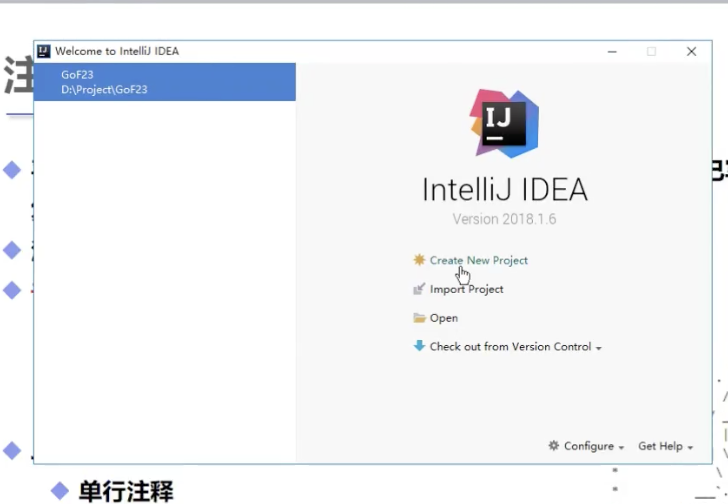 Welcome to IntelliJ IDEA
GoF23
D:\Project\GoF23
IJ
IntelliJ IDEA
Version 2018.1.6
Create New Project
Import Project
Open
Check out from Version Control
Configure
Get Help
注
单行注释